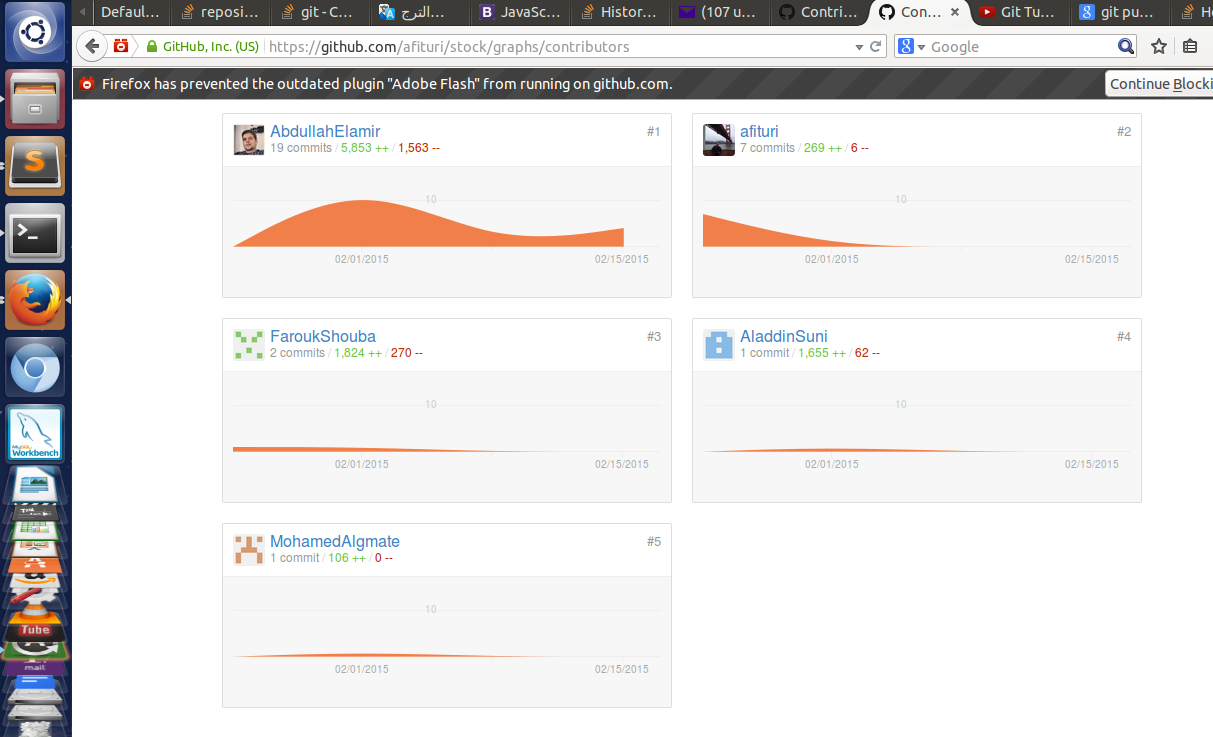 Defaul...
reposi...
git - C...
الترج...
JavaSc...
Histor...
(107 u...
Contri...
Con...
Git Tu...
git pu...
GitHub, Inc. (US)
https://github.com/afituri/stock/graphs/contributors
Google
Firefox has prevented the outdated plugin "Adobe Flash" from running on github.com.
Continue Blocki
AbdullahElamir
#1
19 commits / 5,853 ++ / 1,563 --
10
02/01/2015
02/15/2015
afituri
#2
7 commits / 269 ++ / 6 --
10
02/01/2015
02/15/2015
FaroukShouba
#3
2 commits / 1,824 ++ / 270 --
10
02/01/2015
02/15/2015
AladdinSuni
#4
1 commit / 1,655 ++ / 62 --
10
02/01/2015
02/15/2015
MohamedAlgmate
#5
1 commit / 106 ++ / 0 --
10
02/01/2015
02/15/2015
MySQL
Workbench
Tube
mail